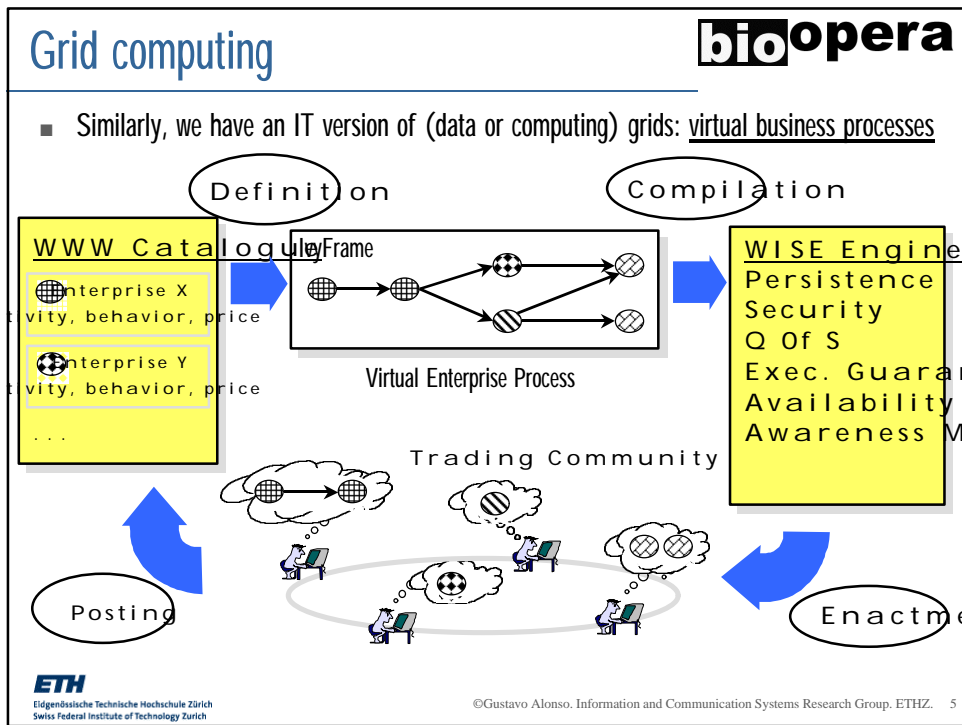 Grid computing
bioopera
Similarly, we have an IT version of (data or computing) grids: virtual business processes
Definition
Compilation
WWW Catalogue
IvyFrame
Enterprise X
tivity, behavior, price
Enterprise Y
tivity, behavior, price
...
Virtual Enterprise Process
WISE Engine
Persistence
Security
Q Of S
Exec. Guaran
Availability
Awareness M
Trading Community
Posting
Enactme
ETH
Eidgenössische Technische Hochschule Zürich
Swiss Federal Institute of Technology Zurich
©Gustavo Alonso. Information and Communication Systems Research Group. ETHZ. 5